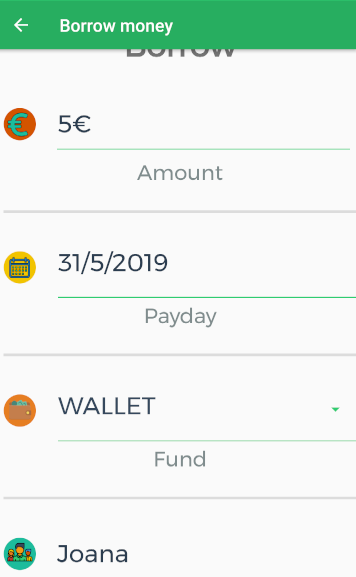 Borrow money
Borrow
5€
Amount
31/5/2019
Payday
WALLET
Fund
Joana